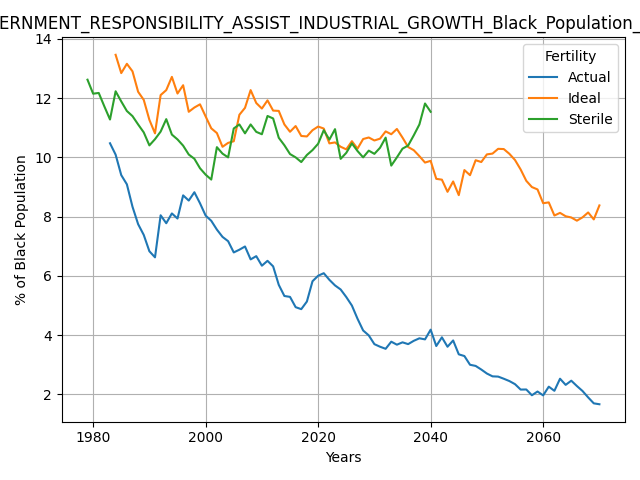 ERNMENT_RESPONSIBILITY_ASSIST_INDUSTRIAL_GROWTH_Black_Population_
14
12
10
8
6
4
2
% of Black Population
Fertility
Actual
Ideal
Sterile
1980 2000 2020 2040 2060
Years